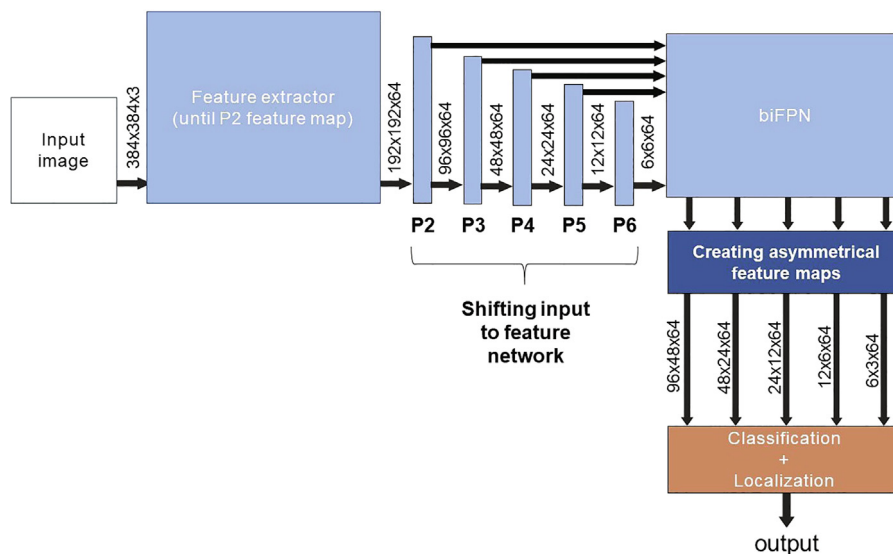 Input
image
384x384x3
Feature extractor
(until P2 feature map)
192x192x64
P2
96x96x64
P3
48x48x64
P4
24x24x64
P5
12x12x64
P6
6x6x64
biFPN
Shifting input
to feature
network
Creating asymmetrical
feature maps
96x48x64
48x24x64
24x12x64
12x6x64
6x3x64
Classification
+
Localization
output